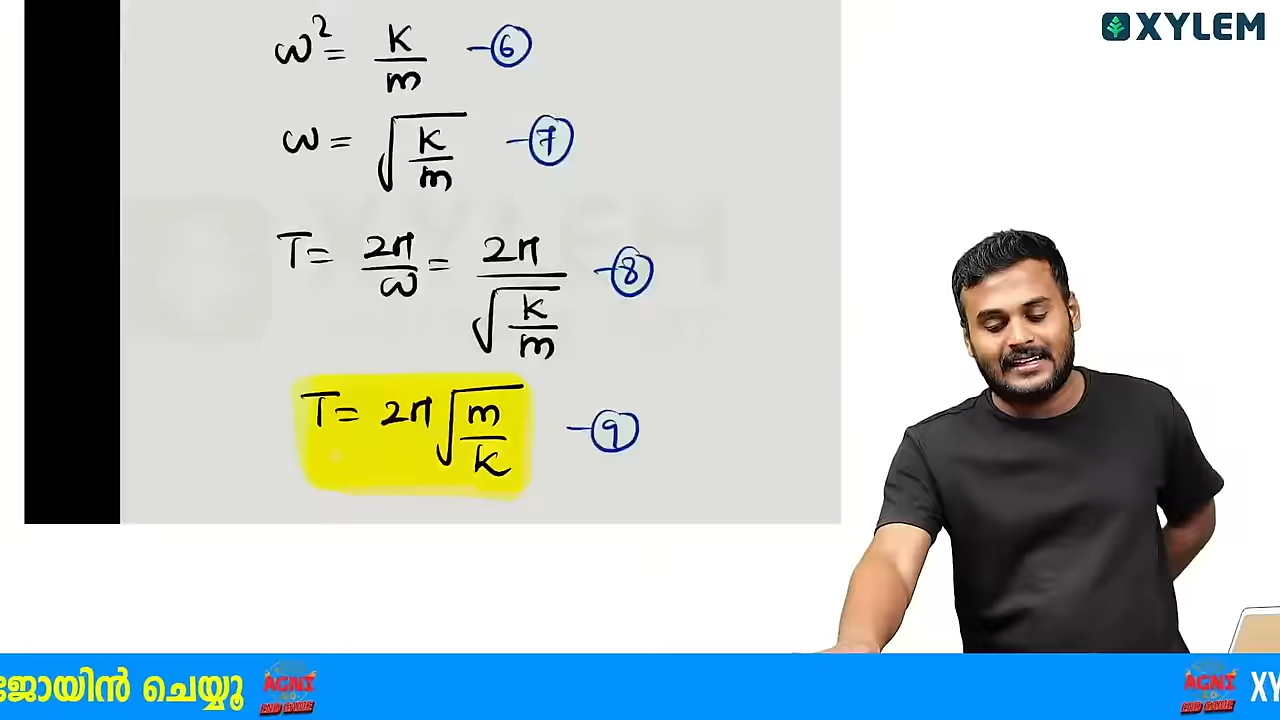 XYLEM
ω² = K/m -⑥
ω = √(K/m) -⑦
T = 2π/ω = 2π/√(K/m) -⑧
T = 2π√(m/K) -⑨
ജോയിൻ ചെയ്യൂ AGNI END GAME AGNI END GAME XY